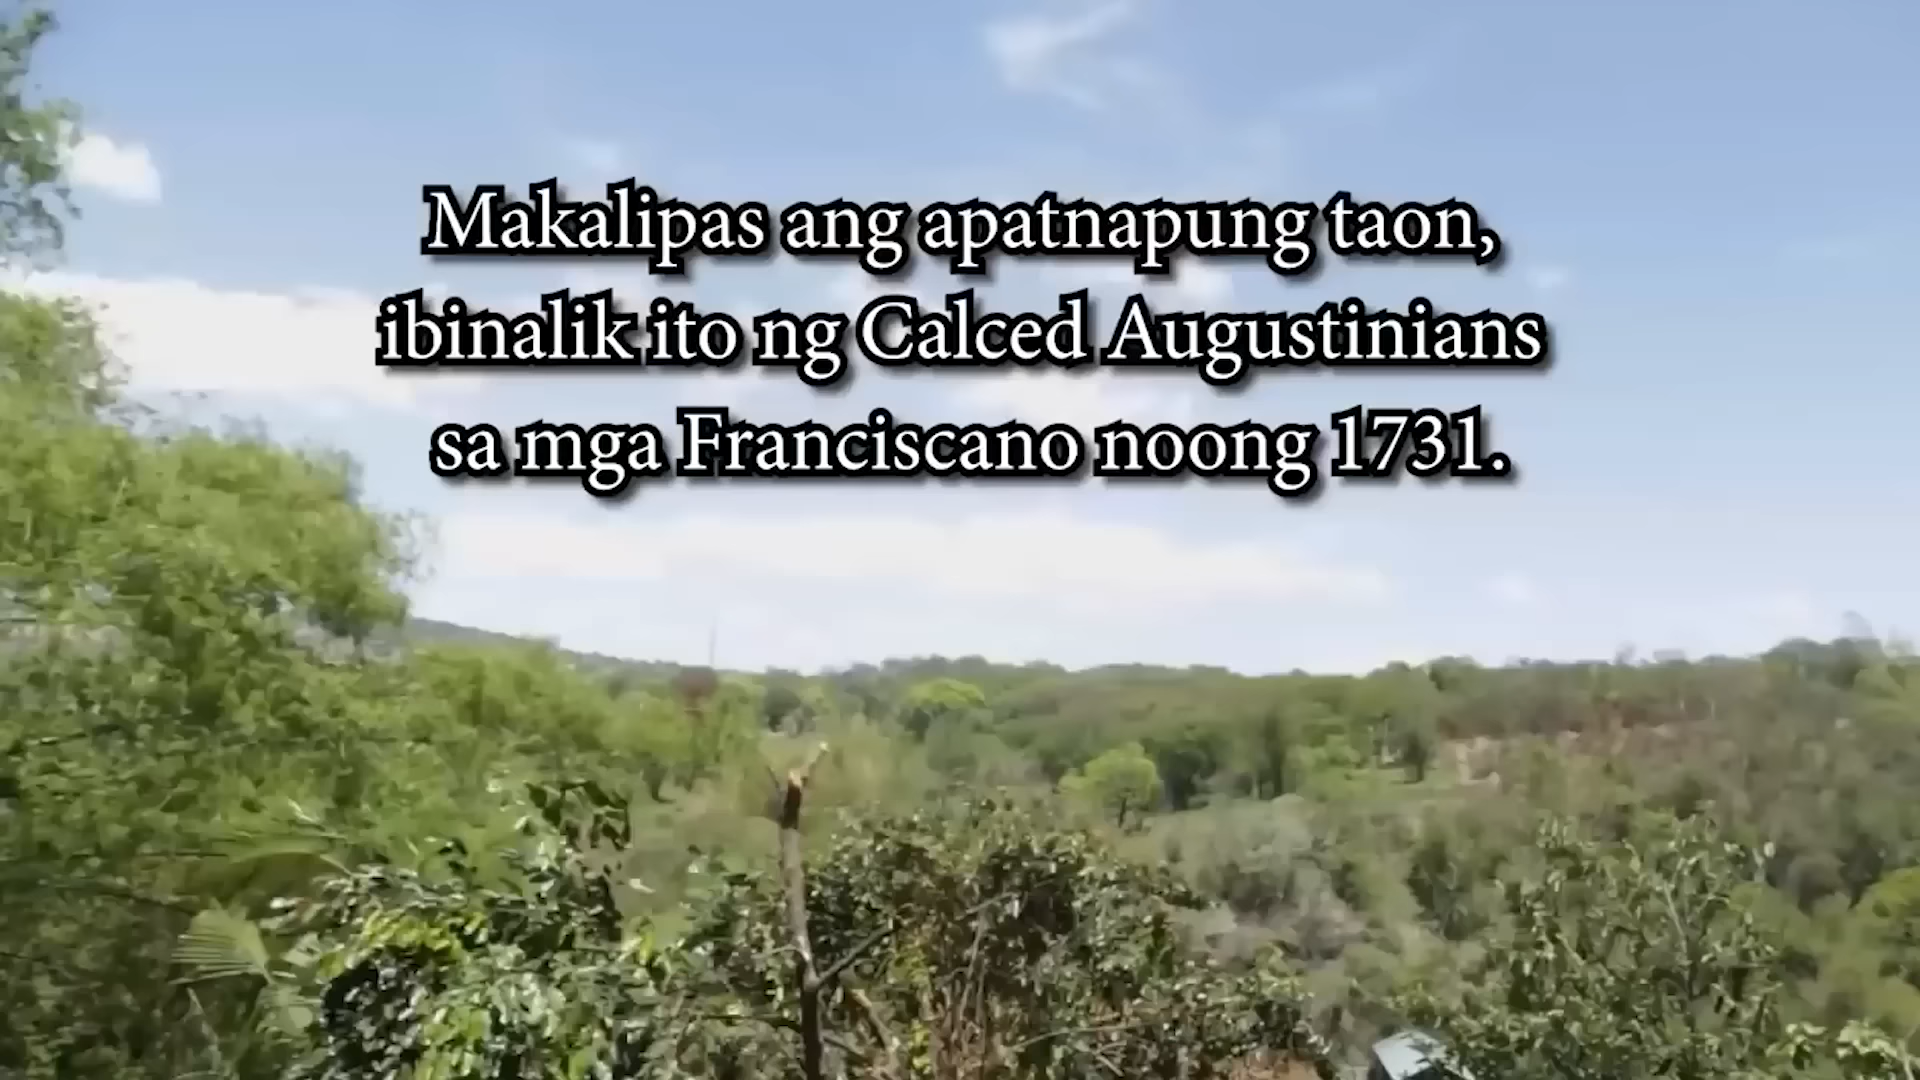 Makalipas ang apatnapung taon,
ibinalik ito ng Calced Augustinians
sa mga Franciscano noong 1731.